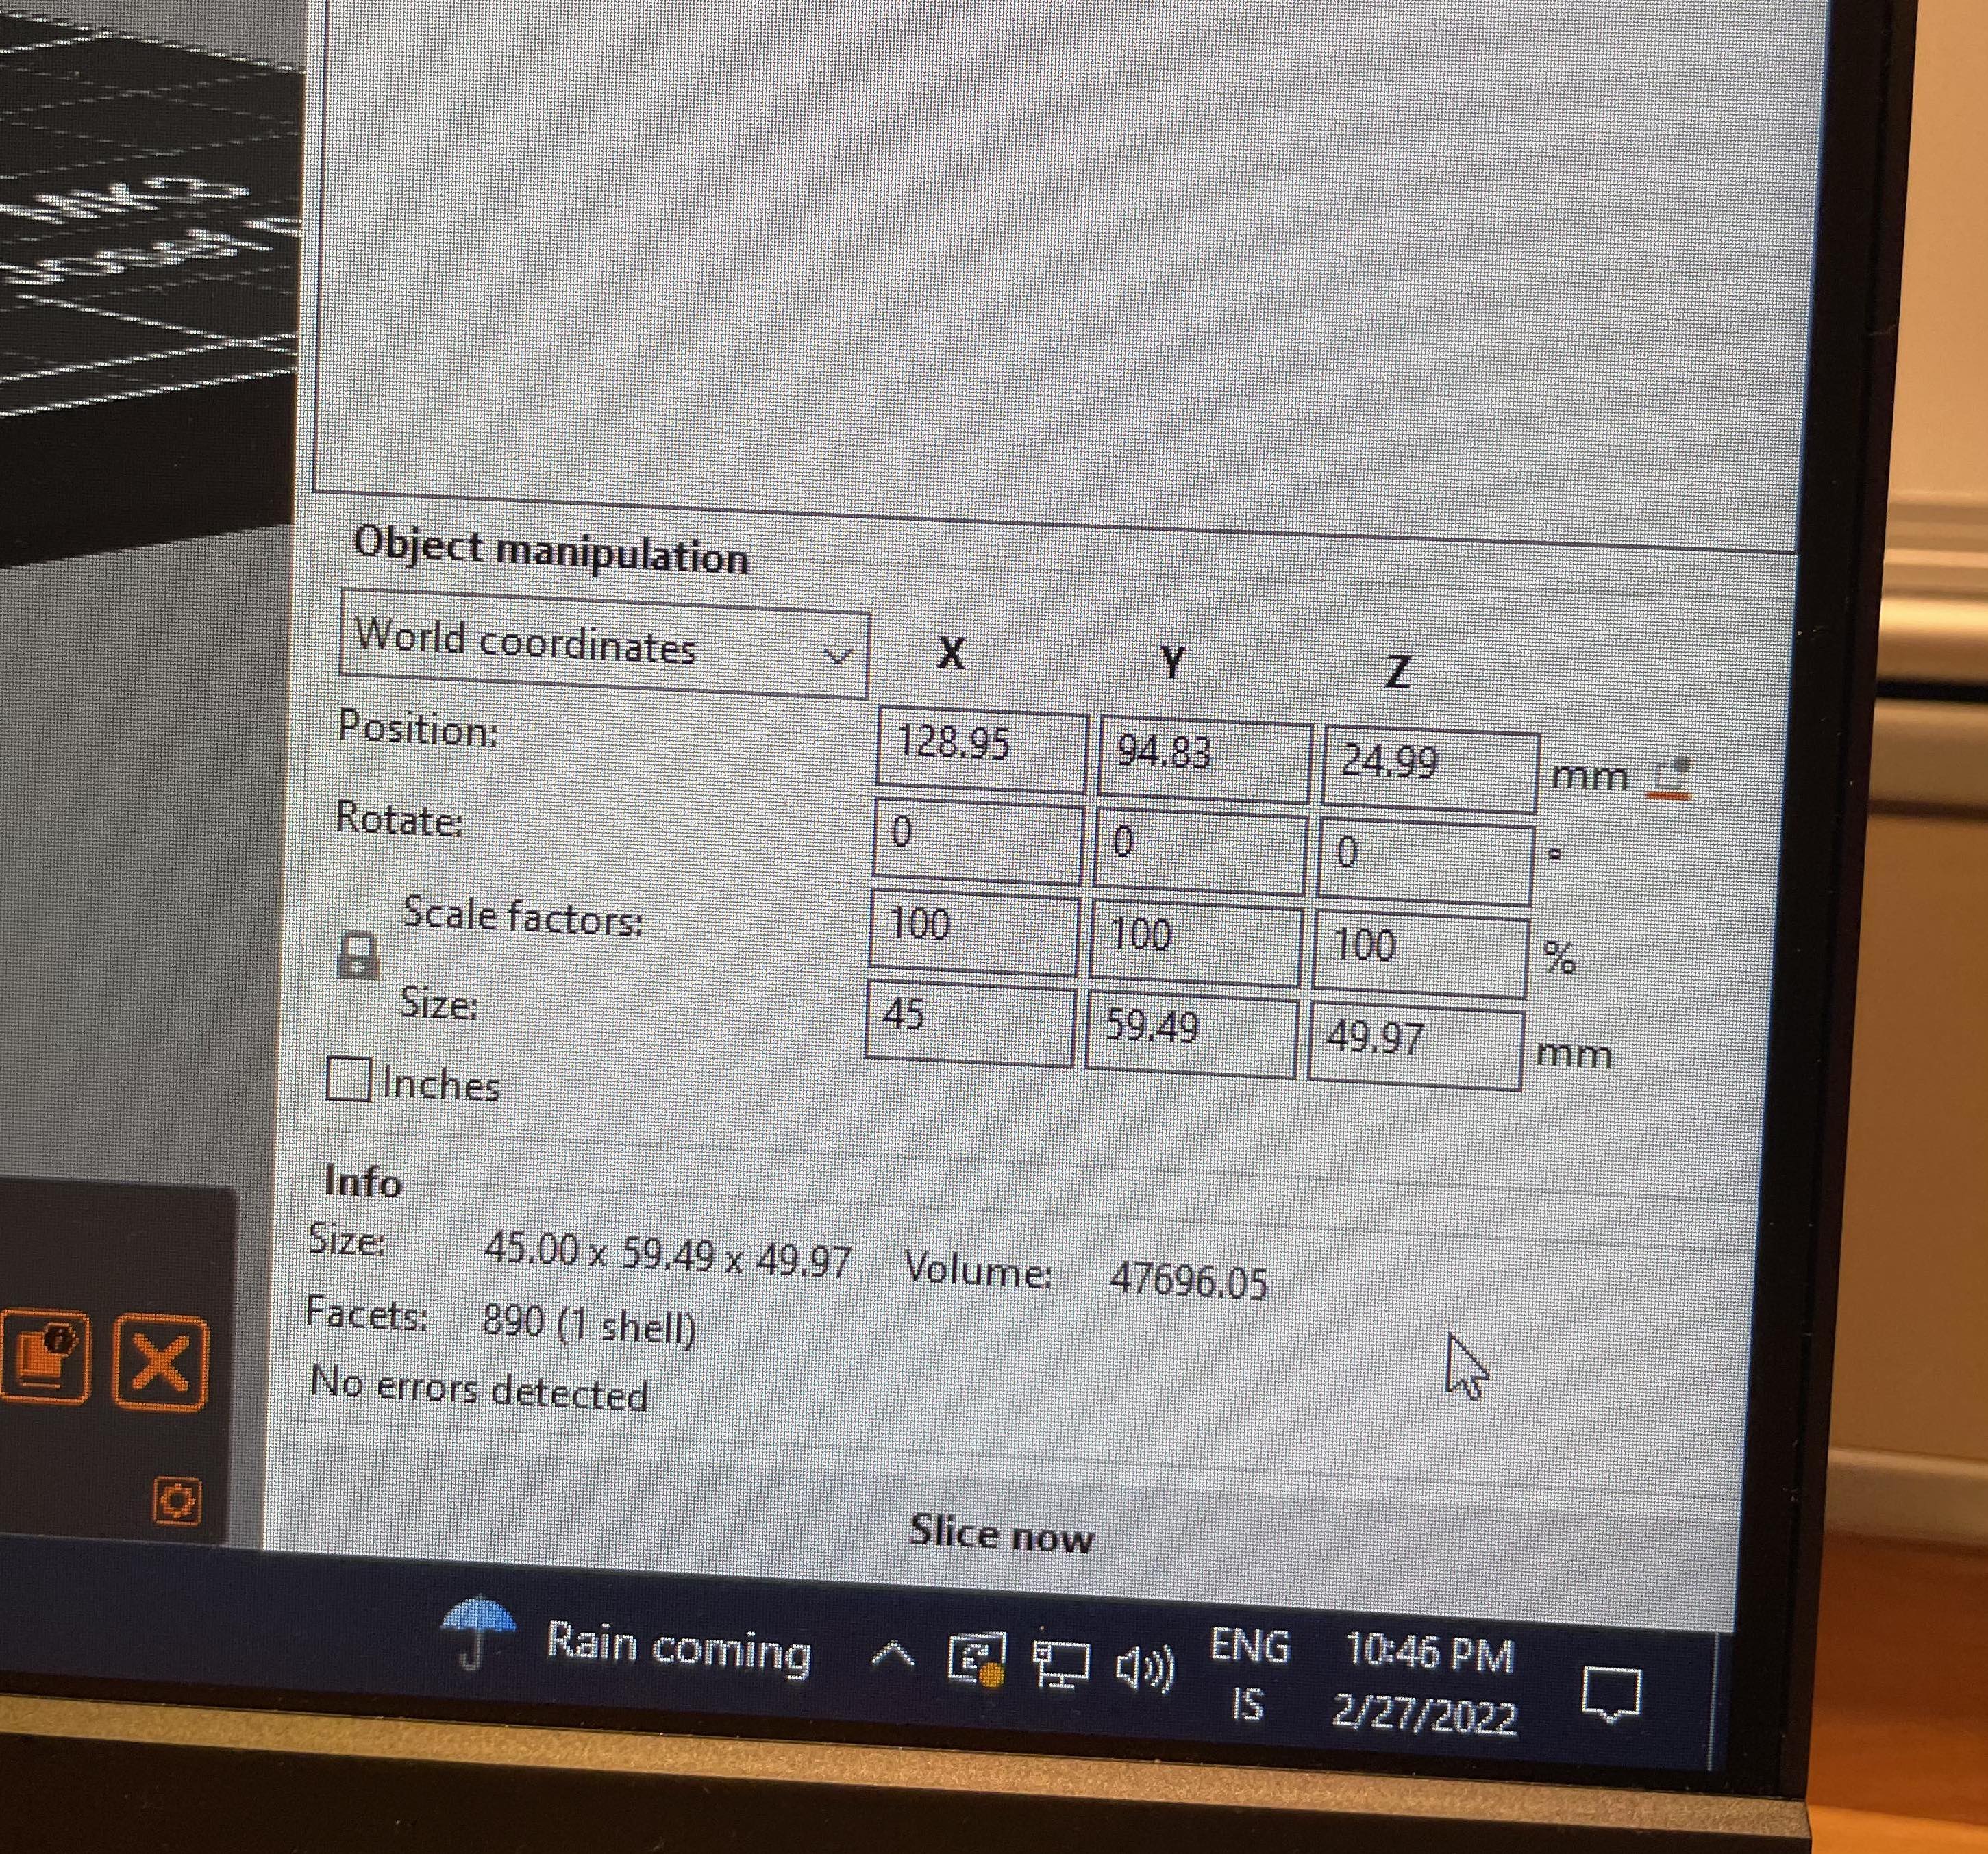 MK3
Object manipulation
World coordinates X Y Z
Position: 128.95 94.83 24.99 mm
Rotate: 0 0 0 °
Scale factors: 100 100 100 %
Size: 45 59.49 49.97 mm
Inches
Info
Size: 45.00 x 59.49 x 49.97 Volume: 47696.05
Facets: 890 (1 shell)
No errors detected
Slice now
Rain coming ENG 10:46 PM
IS 2/27/2022